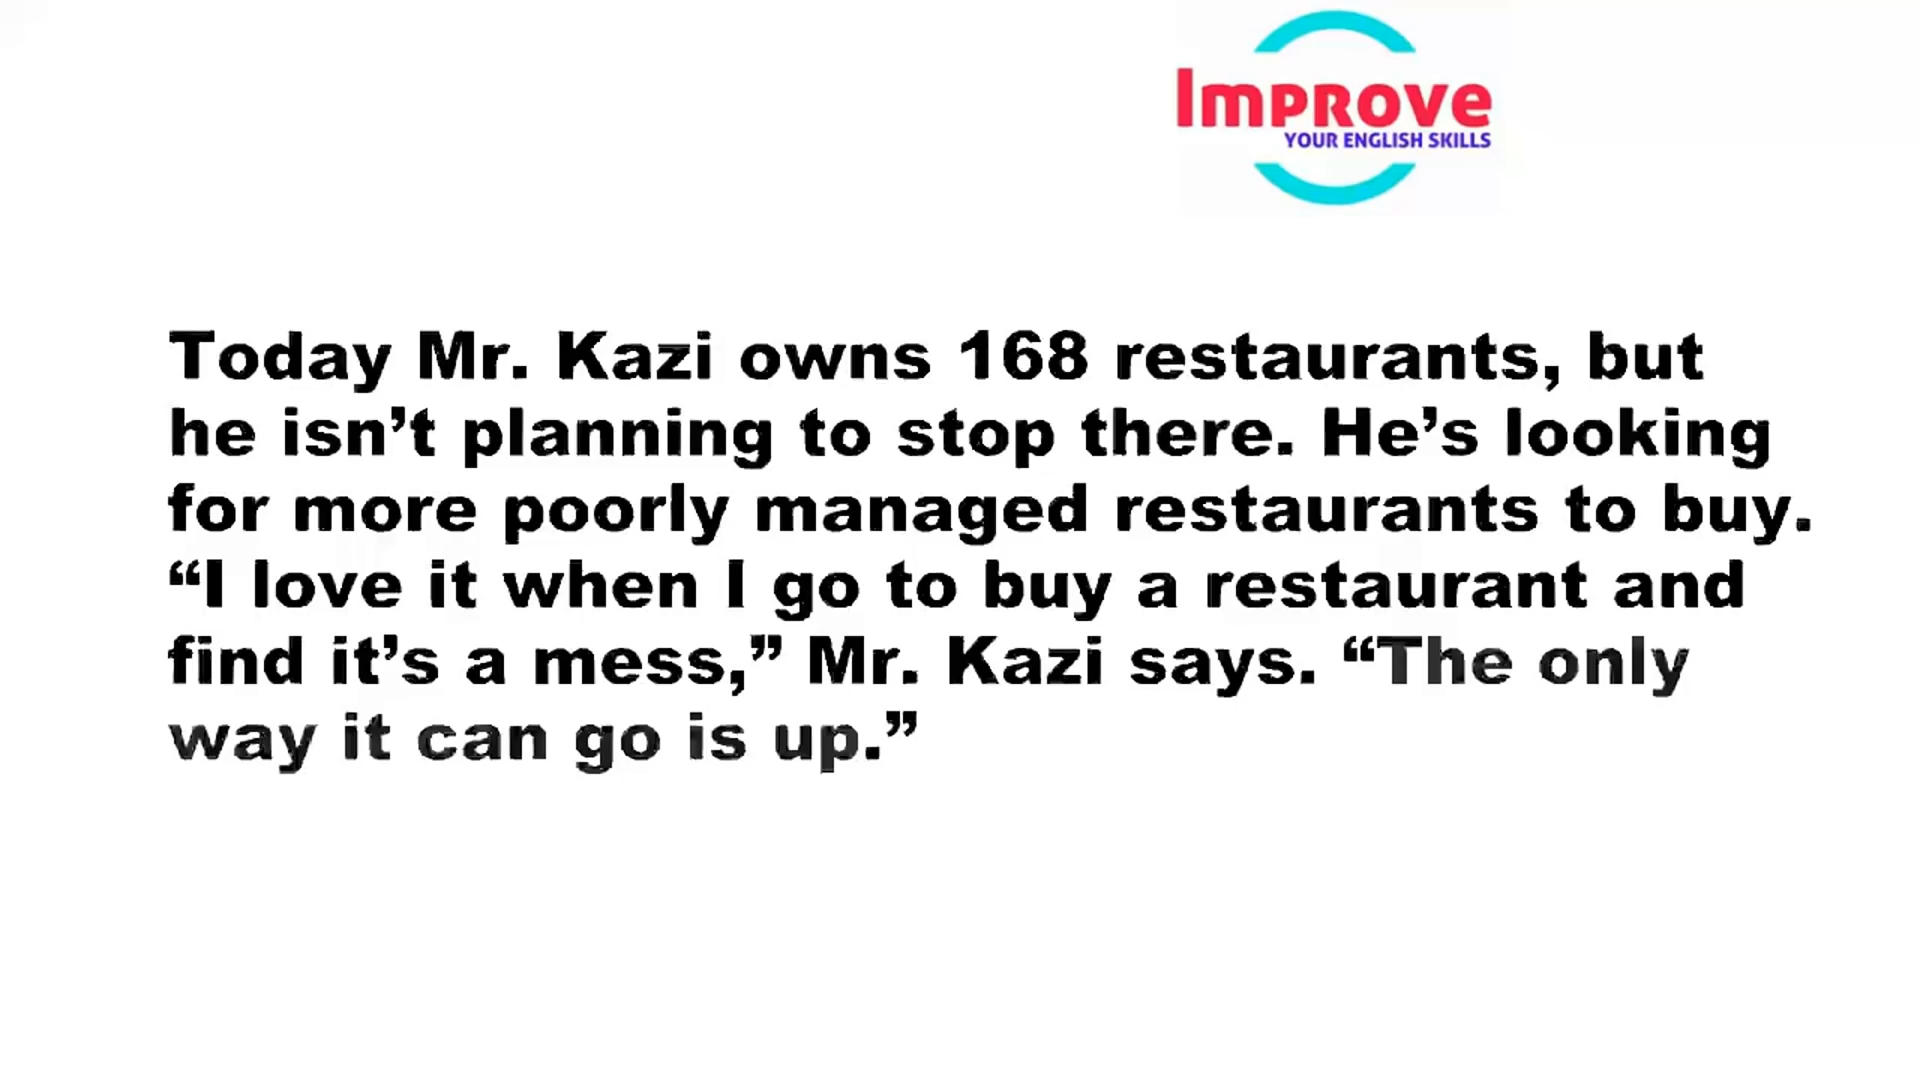 Improve
YOUR ENGLISH SKILLS
Today Mr. Kazi owns 168 restaurants, but
he isn’t planning to stop there. He’s looking
for more poorly managed restaurants to buy.
“I love it when I go to buy a restaurant and
find it’s a mess,” Mr. Kazi says. “The only
way it can go is up.”